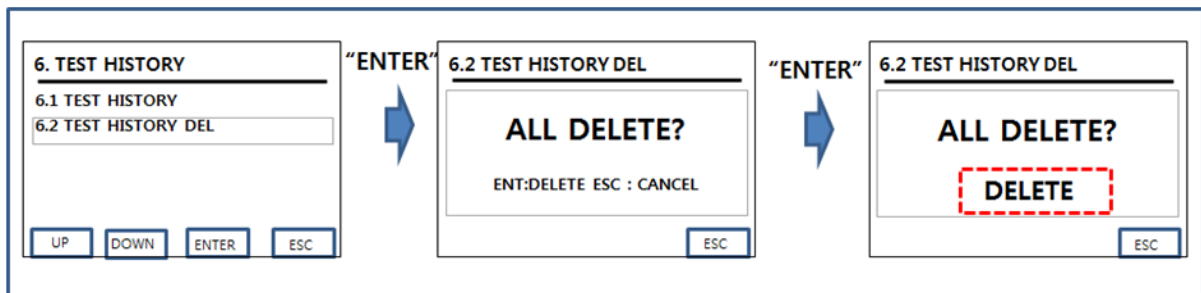 6. TEST HISTORY
6.1 TEST HISTORY
6.2 TEST HISTORY DEL
UP DOWN ENTER ESC
“ENTER”
6.2 TEST HISTORY DEL
ALL DELETE?
ENT:DELETE ESC : CANCEL
ESC
“ENTER”
6.2 TEST HISTORY DEL
ALL DELETE?
DELETE
ESC